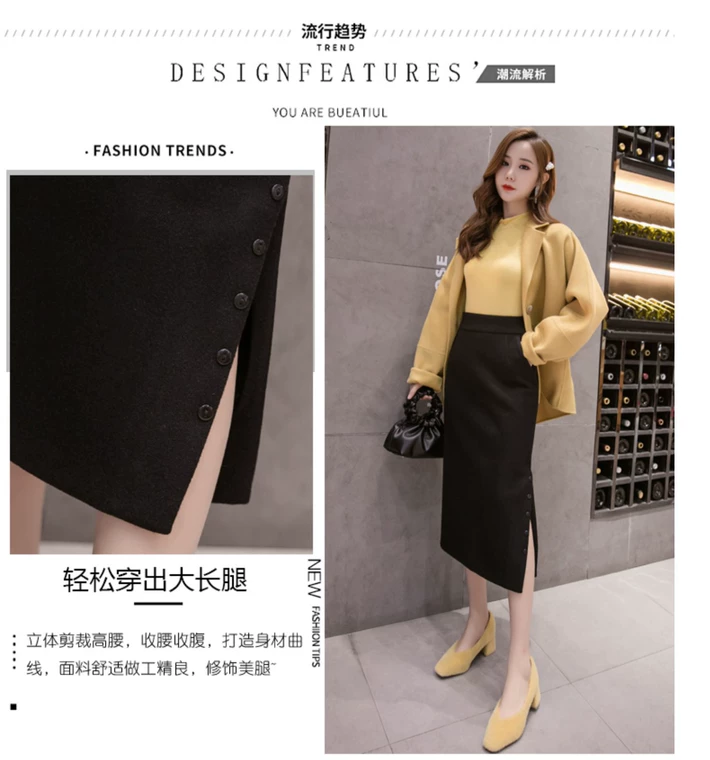 流行趋势
TREND
DESIGNFEATURES’
潮流解析
YOU ARE BUEATIUL
·FASHION TRENDS·
轻松穿出大长腿
立体剪裁高腰，收腰收腹，打造身材曲
线，面料舒适做工精良，修饰美腿~
NEW FASHIION TIPS
OSE